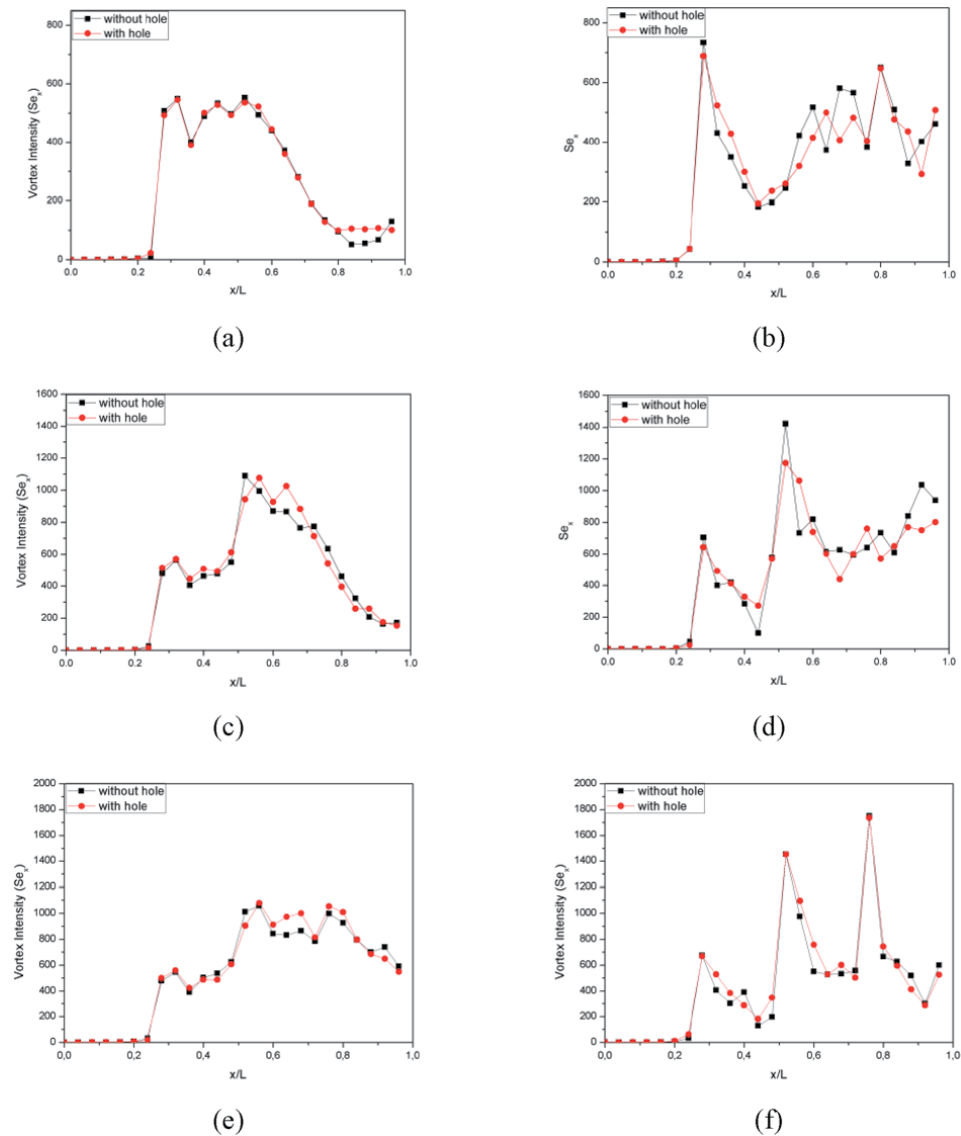 without hole
with hole
Vortex Intensity (Seₓ)
800
600
400
200
0
0.0 0.2 0.4 0.6 0.8 1.0
x/L
(a)
without hole
with hole
Seₓ
800
600
400
200
0
0.0 0.2 0.4 0.6 0.8 1.0
x/L
(b)
without hole
with hole
Vortex Intensity (Seₓ)
1600
1400
1200
1000
800
600
400
200
0
0.0 0.2 0.4 0.6 0.8 1.0
x/L
(c)
without hole
with hole
Seₓ
1600
1400
1200
1000
800
600
400
200
0
0.0 0.2 0.4 0.6 0.8 1.0
x/L
(d)
without hole
with hole
Vortex Intensity (Seₓ)
2000
1800
1600
1400
1200
1000
800
600
400
200
0
0,0 0,2 0,4 0,6 0,8 1,0
x/L
(e)
without hole
with hole
Vortex Intensity (Seₓ)
2000
1800
1600
1400
1200
1000
800
600
400
200
0
0,0 0,2 0,4 0,6 0,8 1,0
x/L
(f)